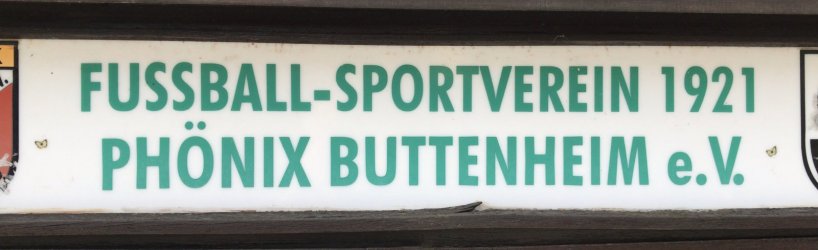 FUSSBALL-SPORTVEREIN 1921
PHÖNIX BUTTENHEIM e.V.